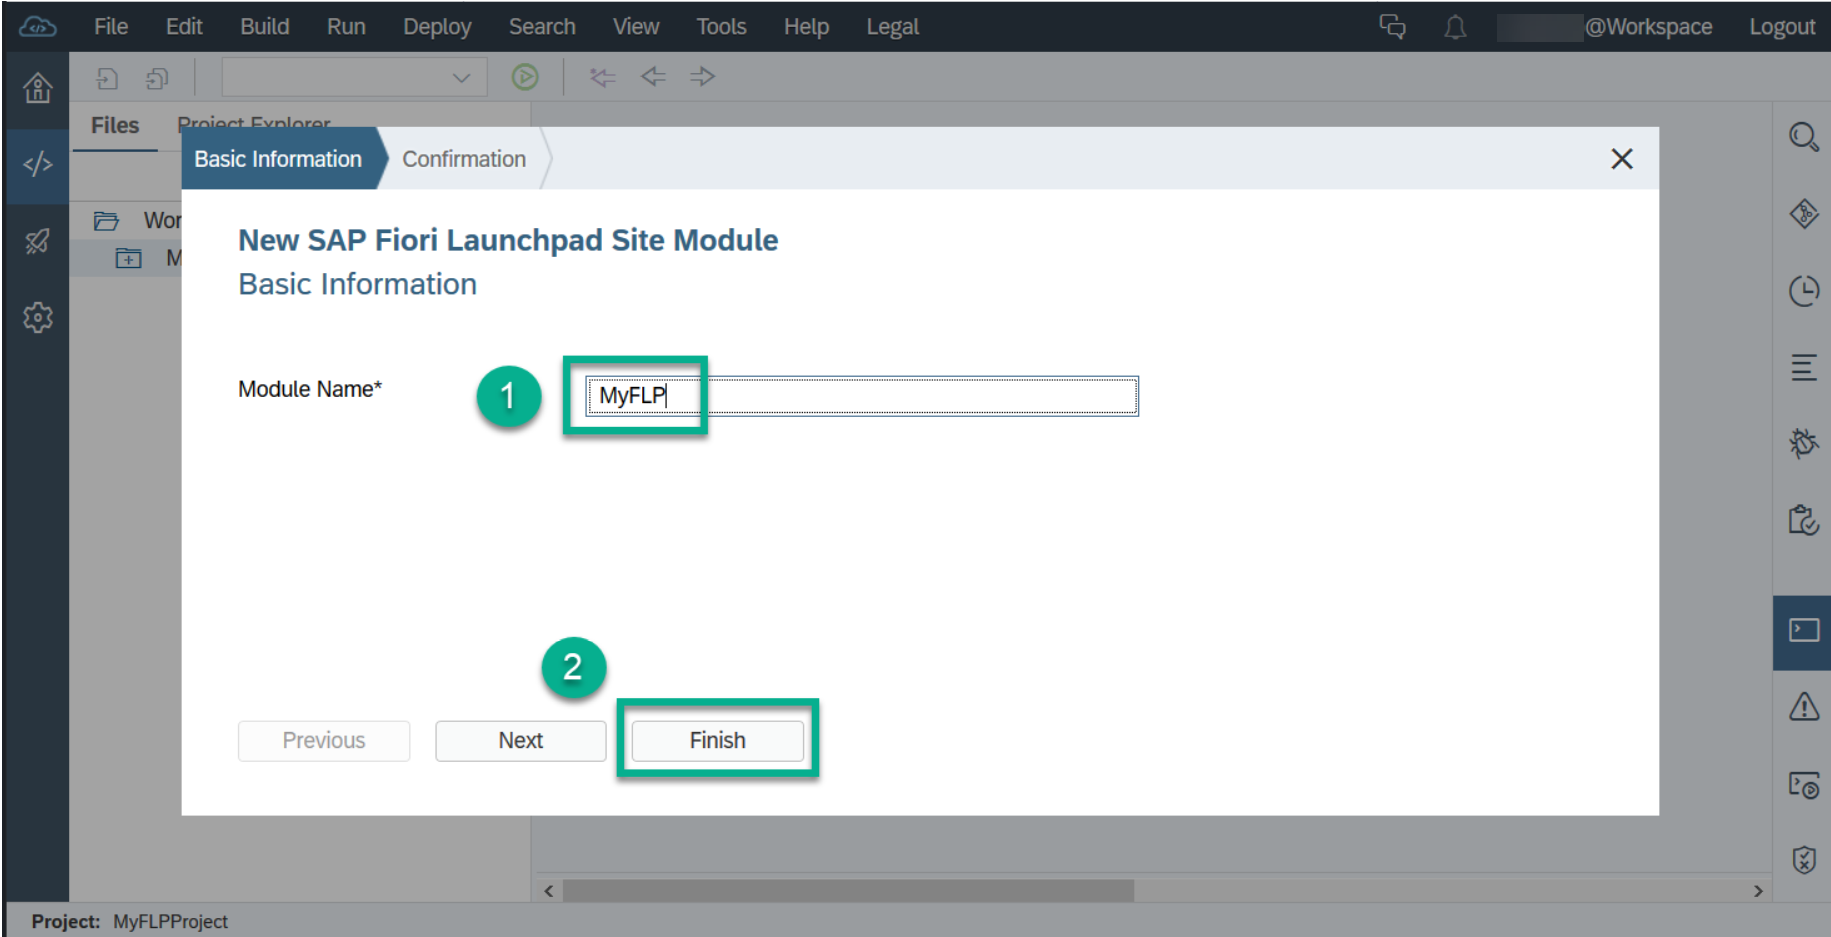 File Edit Build Run Deploy Search View Tools Help Legal @Workspace Logout
Files Project Explorer
Basic Information Confirmation
Wor
M
New SAP Fiori Launchpad Site Module
Basic Information
Module Name* 1 MyFLP
2
Previous Next Finish
Project: MyFLPProject